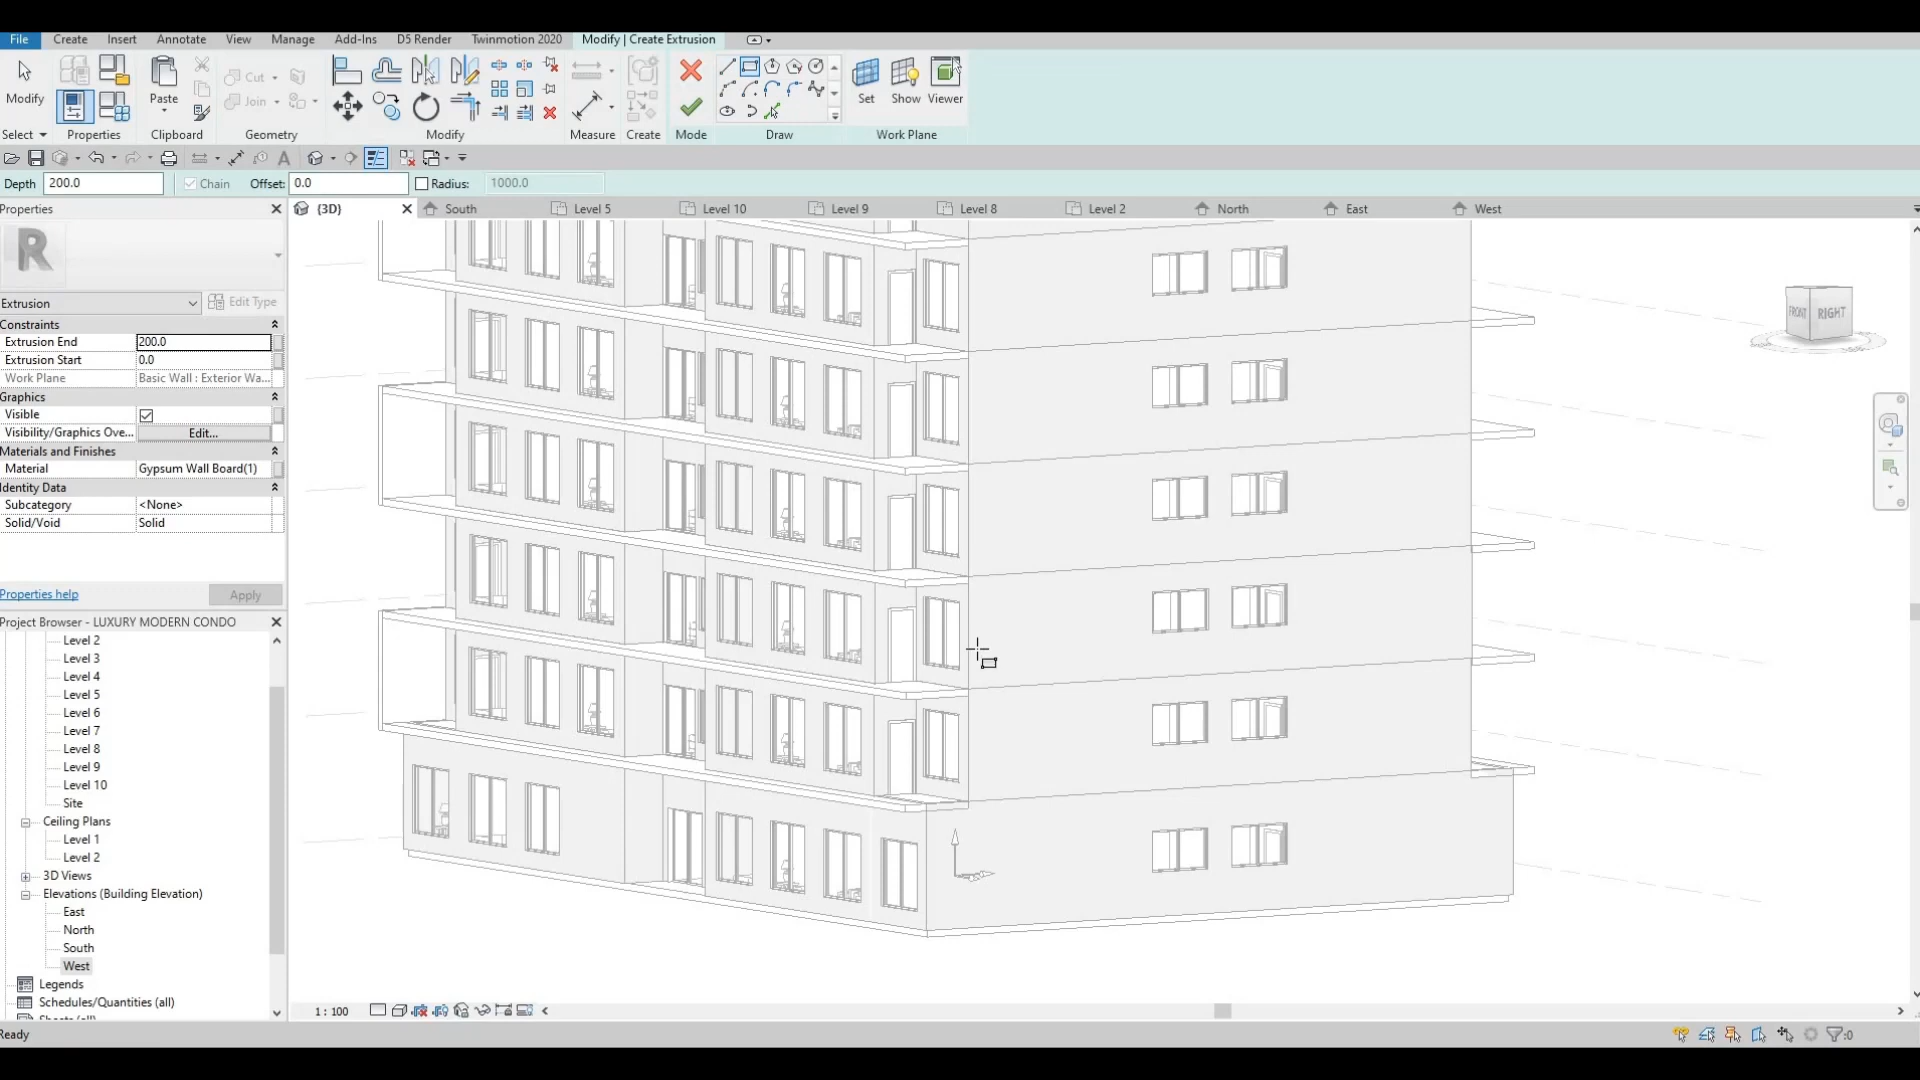 File Create Insert Annotate View Manage Add-Ins D5 Render Twinmotion 2020 Modify | Create Extrusion
Modify Paste Cut Join Set Show Viewer
Select Properties Clipboard Geometry Modify Measure Create Mode Draw Work Plane
Depth 200.0 Chain Offset: 0.0 Radius: 1000.0
Properties
{3D} South Level 5 Level 10 Level 9 Level 8 Level 2 North East West
R
Extrusion Edit Type
Constraints
Extrusion End 200.0
Extrusion Start 0.0
Work Plane Basic Wall : Exterior Wa...
Graphics
Visible
Visibility/Graphics Ove... Edit...
Materials and Finishes
Material Gypsum Wall Board(1)
Identity Data
Subcategory <None>
Solid/Void Solid
Properties help Apply
Project Browser - LUXURY MODERN CONDO
Level 2
Level 3
Level 4
Level 5
Level 6
Level 7
Level 8
Level 9
Level 10
Site
Ceiling Plans
Level 1
Level 2
3D Views
Elevations (Building Elevation)
East
North
South
West
Legends
Schedules/Quantities (all)
Sheets (all)
FRONT RIGHT
1 : 100
Ready
:0